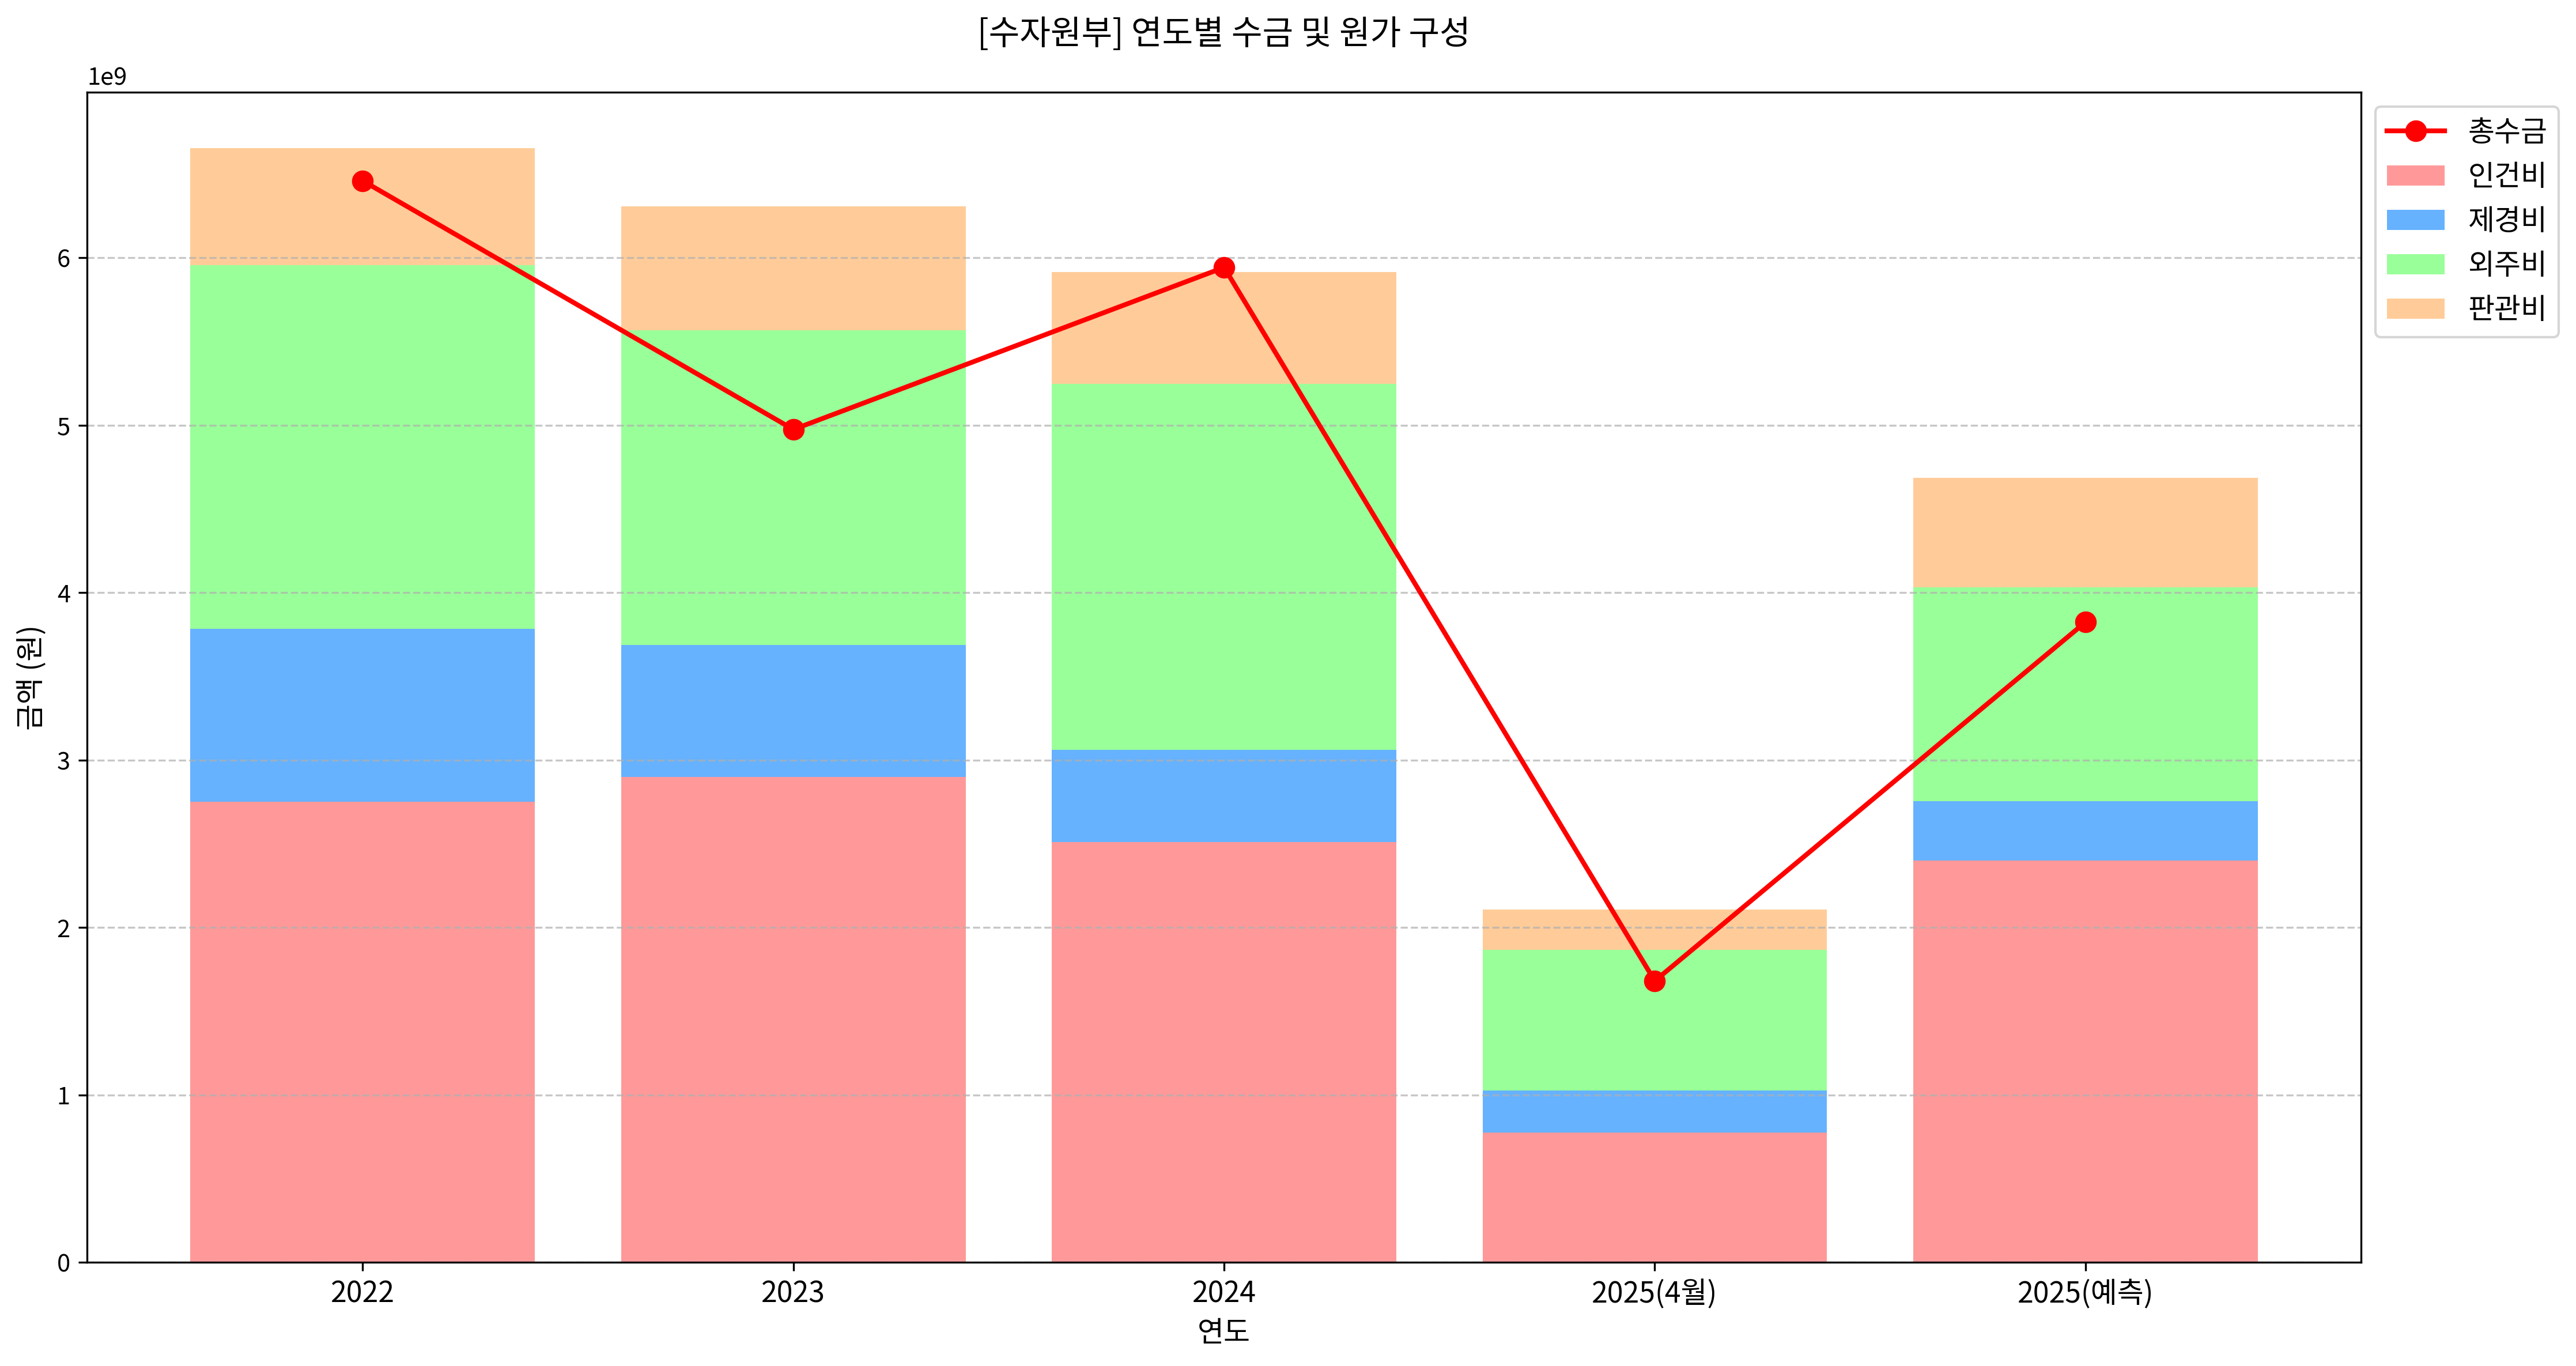 [수자원부] 연도별 수금 및 원가 구성
1e9
총수금
인건비
제경비
외주비
판관비
6
5
4
3
2
1
0
금액 (원)
2022
2023
2024
2025(4월)
2025(예측)
연도